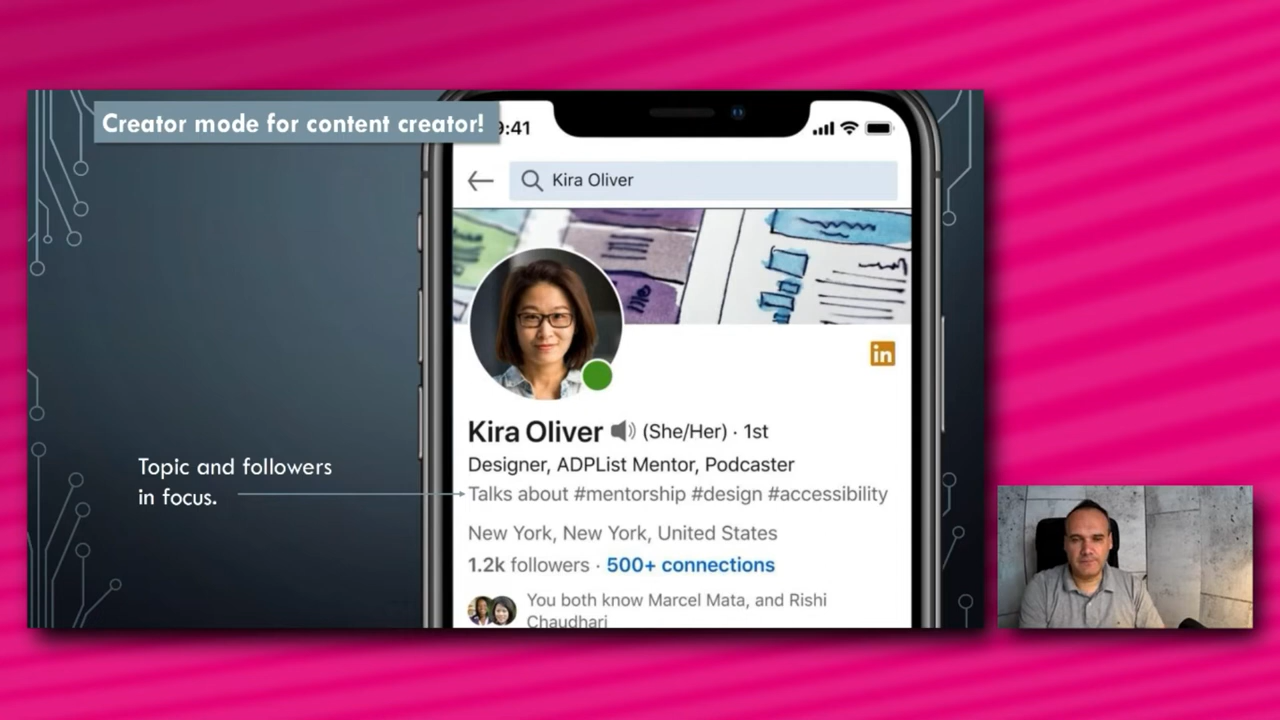 Creator mode for content creator!
9:41
Kira Oliver
in
Kira Oliver (She/Her) · 1st
Designer, ADPList Mentor, Podcaster
Topic and followers
in focus.
Talks about #mentorship #design #accessibility
New York, New York, United States
1.2k followers · 500+ connections
You both know Marcel Mata, and Rishi
Chaudhari